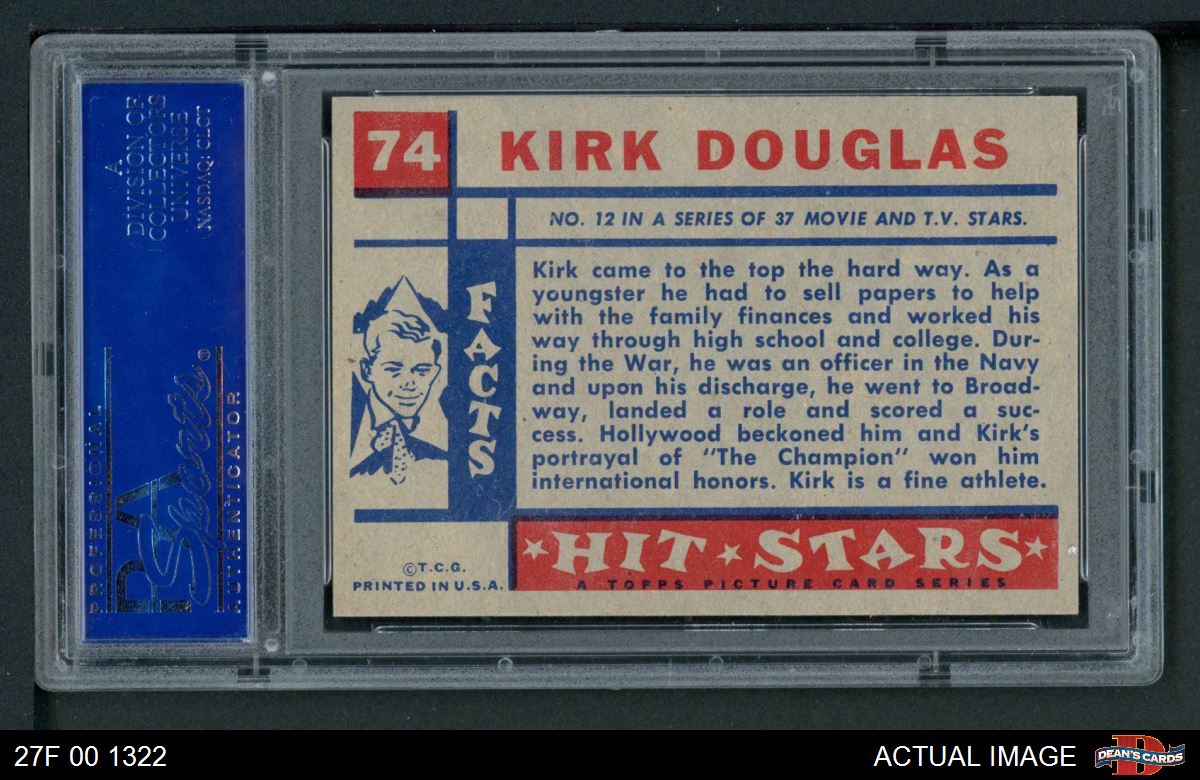 A
DIVISION OF
COLLECTORS
UNIVERSE
NASDAQ: CLCT
PROFESSIONAL
PSA
Sports®
AUTHENTICATOR
74
KIRK DOUGLAS
NO. 12 IN A SERIES OF 37 MOVIE AND T.V. STARS.
FACTS
Kirk came to the top the hard way. As a
youngster he had to sell papers to help
with the family finances and worked his
way through high school and college. Dur-
ing the War, he was an officer in the Navy
and upon his discharge, he went to Broad-
way, landed a role and scored a suc-
cess. Hollywood beckoned him and Kirk's
portrayal of "The Champion" won him
international honors. Kirk is a fine athlete.
©T.C.G.
PRINTED IN U.S.A.
HIT STARS
A TOPPS PICTURE CARD SERIES
27F 00 1322
ACTUAL IMAGE
D
DEAN'S CARDS